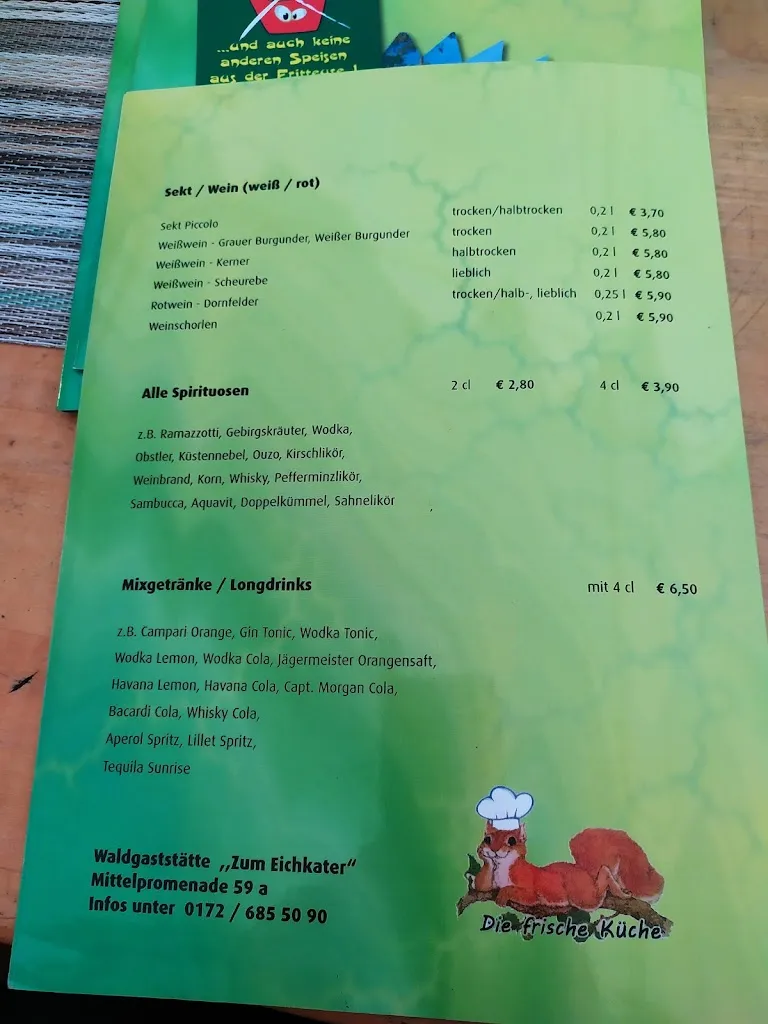 ...und auch keine
anderen Speisen
aus der Fritteuse !
Sekt / Wein (weiß / rot)
Sekt Piccolo trocken/halbtrocken 0,2 l € 3,70
Weißwein - Grauer Burgunder, Weißer Burgunder trocken 0,2 l € 5,80
Weißwein - Kerner halbtrocken 0,2 l € 5,80
Weißwein - Scheurebe lieblich 0,2 l € 5,80
Rotwein - Dornfelder trocken/halb-, lieblich 0,25 l € 5,90
Weinschorlen 0,2 l € 5,90
Alle Spirituosen 2 cl € 2,80 4 cl € 3,90
z.B. Ramazzotti, Gebirgskräuter, Wodka,
Obstler, Küstennebel, Ouzo, Kirschlikör,
Weinbrand, Korn, Whisky, Pefferminzlikör,
Sambucca, Aquavit, Doppelkümmel, Sahnelikör
Mixgetränke / Longdrinks mit 4 cl € 6,50
z.B. Campari Orange, Gin Tonic, Wodka Tonic,
Wodka Lemon, Wodka Cola, Jägermeister Orangensaft,
Havana Lemon, Havana Cola, Capt. Morgan Cola,
Bacardi Cola, Whisky Cola,
Aperol Spritz, Lillet Spritz,
Tequila Sunrise
Waldgaststätte ,,Zum Eichkater“
Mittelpromenade 59 a
Infos unter 0172 / 685 50 90
Die frische Küche